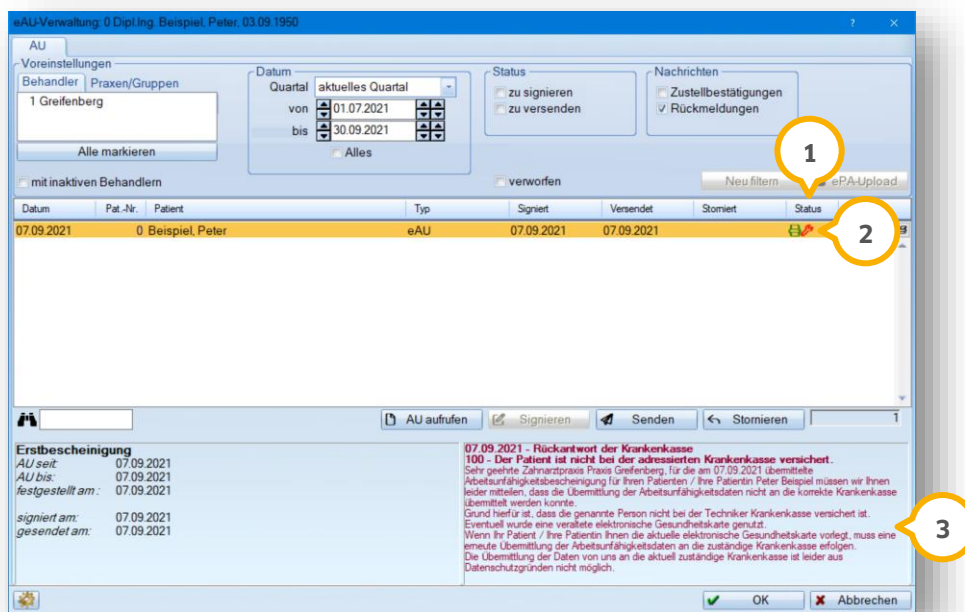 eAU-Verwaltung: 0 Dipl.Ing. Beispiel, Peter, 03.09.1950
AU
Voreinstellungen
Behandler Praxen/Gruppen
1 Greifenberg
Alle markieren
mit inaktiven Behandlern
Datum
Quartal aktuelles Quartal
von 01.07.2021
bis 30.09.2021
Alles
Status
zu signieren
zu versenden
verworfen
Nachrichten
Zustellbestätigungen
Rückmeldungen
1
Neu filtern ePA-Upload
Datum Pat.-Nr. Patient Typ Signiert Versendet Storniert Status
07.09.2021 0 Beispiel, Peter eAU 07.09.2021 07.09.2021
2
AU aufrufen Signieren Senden Stornieren 1
Erstbescheinigung
AU seit: 07.09.2021
AU bis: 07.09.2021
festgestellt am: 07.09.2021
signiert am: 07.09.2021
gesendet am: 07.09.2021
07.09.2021 - Rückantwort der Krankenkasse
100 - Der Patient ist nicht bei der adressierten Krankenkasse versichert.
Sehr geehrte Zahnarztpraxis Praxis Greifenberg, für die am 07.09.2021 übermittelte
Arbeitsunfähigkeitsbescheinigung für Ihren Patienten / Ihre Patientin Peter Beispiel müssen wir Ihnen
leider mitteilen, dass die Übermittlung der Arbeitsunfähigkeitsdaten nicht an die korrekte Krankenkasse
übermittelt werden konnte.
Grund hierfür ist, dass die genannte Person nicht bei der Techniker Krankenkasse versichert ist.
Eventuell wurde eine veraltete elektronische Gesundheitskarte genutzt.
Wenn Ihr Patient / Ihre Patientin Ihnen die aktuelle elektronische Gesundheitskarte vorlegt, muss eine
erneute Übermittlung der Arbeitsunfähigkeitsdaten an die zuständige Krankenkasse erfolgen.
Die Übermittlung der Daten von uns an die aktuell zuständige Krankenkasse ist leider aus
Datenschutzgründen nicht möglich.
3
OK Abbrechen